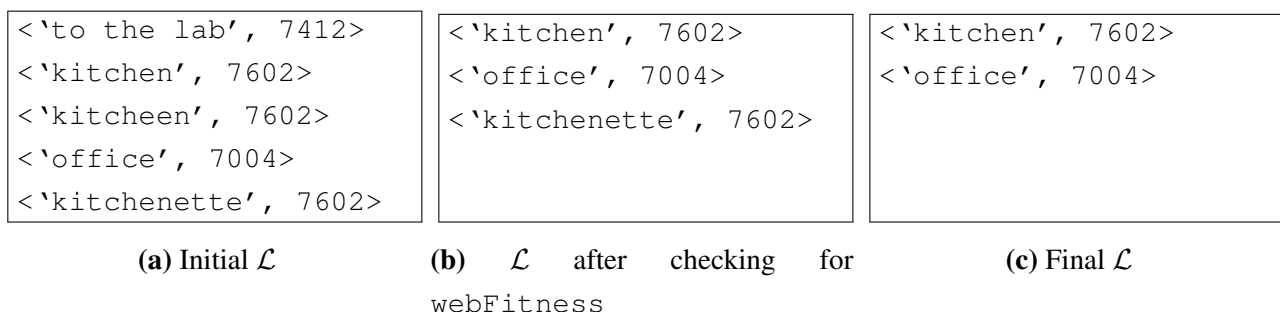 <‘to the lab’, 7412>
<‘kitchen’, 7602>
<‘kitcheen’, 7602>
<‘office’, 7004>
<‘kitchenette’, 7602>
(a) Initial ℒ
<‘kitchen’, 7602>
<‘office’, 7004>
<‘kitchenette’, 7602>
(b) ℒ after checking for
webFitness
<‘kitchen’, 7602>
<‘office’, 7004>
(c) Final ℒ